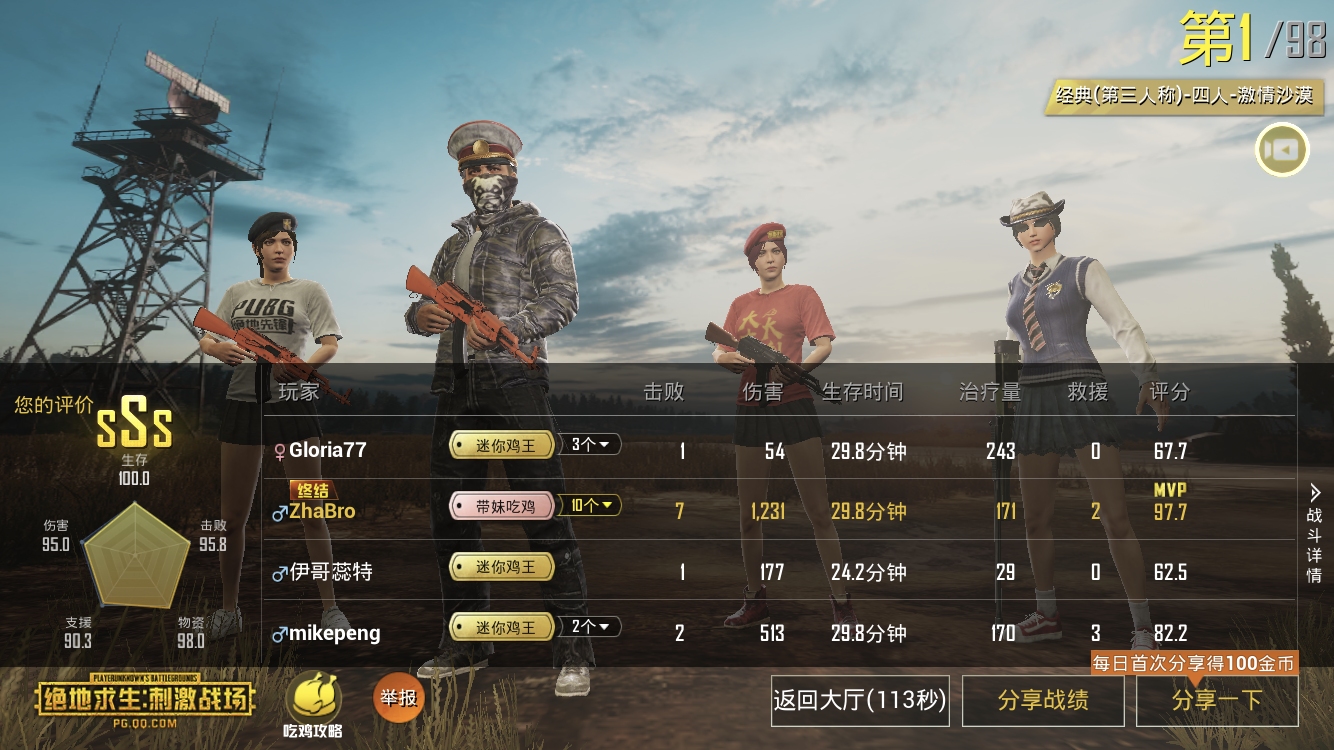 第1/98
经典(第三人称)-四人-激情沙漠
PUBG
绝地先锋
大吉
您的评价 SSS
生存
100.0
伤害
95.0
击败
95.8
支援
90.3
物资
98.0
玩家 击败 伤害 生存时间 治疗量 救援 评分
♀Gloria77 迷你鸡王 3个 1 54 29.8分钟 243 0 67.7
终结 MVP
♂ZhaBro 带妹吃鸡 10个 7 1,231 29.8分钟 171 2 97.7
♂伊哥蕊特 迷你鸡王 1 177 24.2分钟 29 0 62.5
♂mikepeng 迷你鸡王 2个 2 513 29.8分钟 170 3 82.2
战斗详情
每日首次分享得100金币
PLAYERUNKNOWN'S BATTLEGROUNDS
绝地求生:刺激战场
PG.QQ.COM
吃鸡攻略
举报
返回大厅(113秒)
分享战绩
分享一下